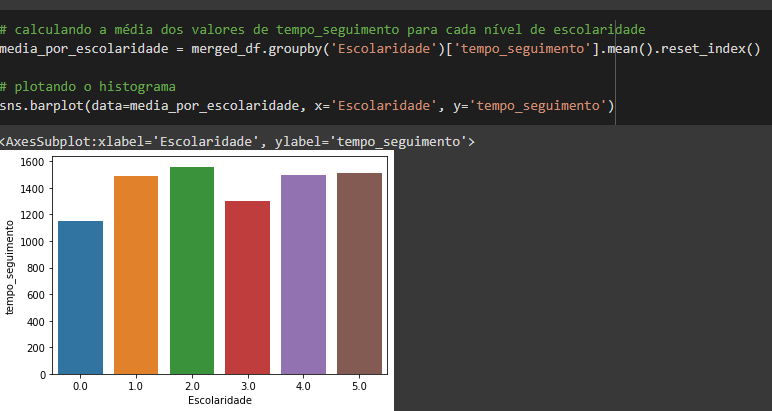 # calculando a média dos valores de tempo_seguimento para cada nível de escolaridade
media_por_escolaridade = merged_df.groupby('Escolaridade')['tempo_seguimento'].mean().reset_index()
# plotando o histograma
sns.barplot(data=media_por_escolaridade, x='Escolaridade', y='tempo_seguimento')
<AxesSubplot:xlabel='Escolaridade', ylabel='tempo_seguimento'>
tempo_seguimento
1600
1400
1200
1000
800
600
400
200
0
0.0 1.0 2.0 3.0 4.0 5.0
Escolaridade